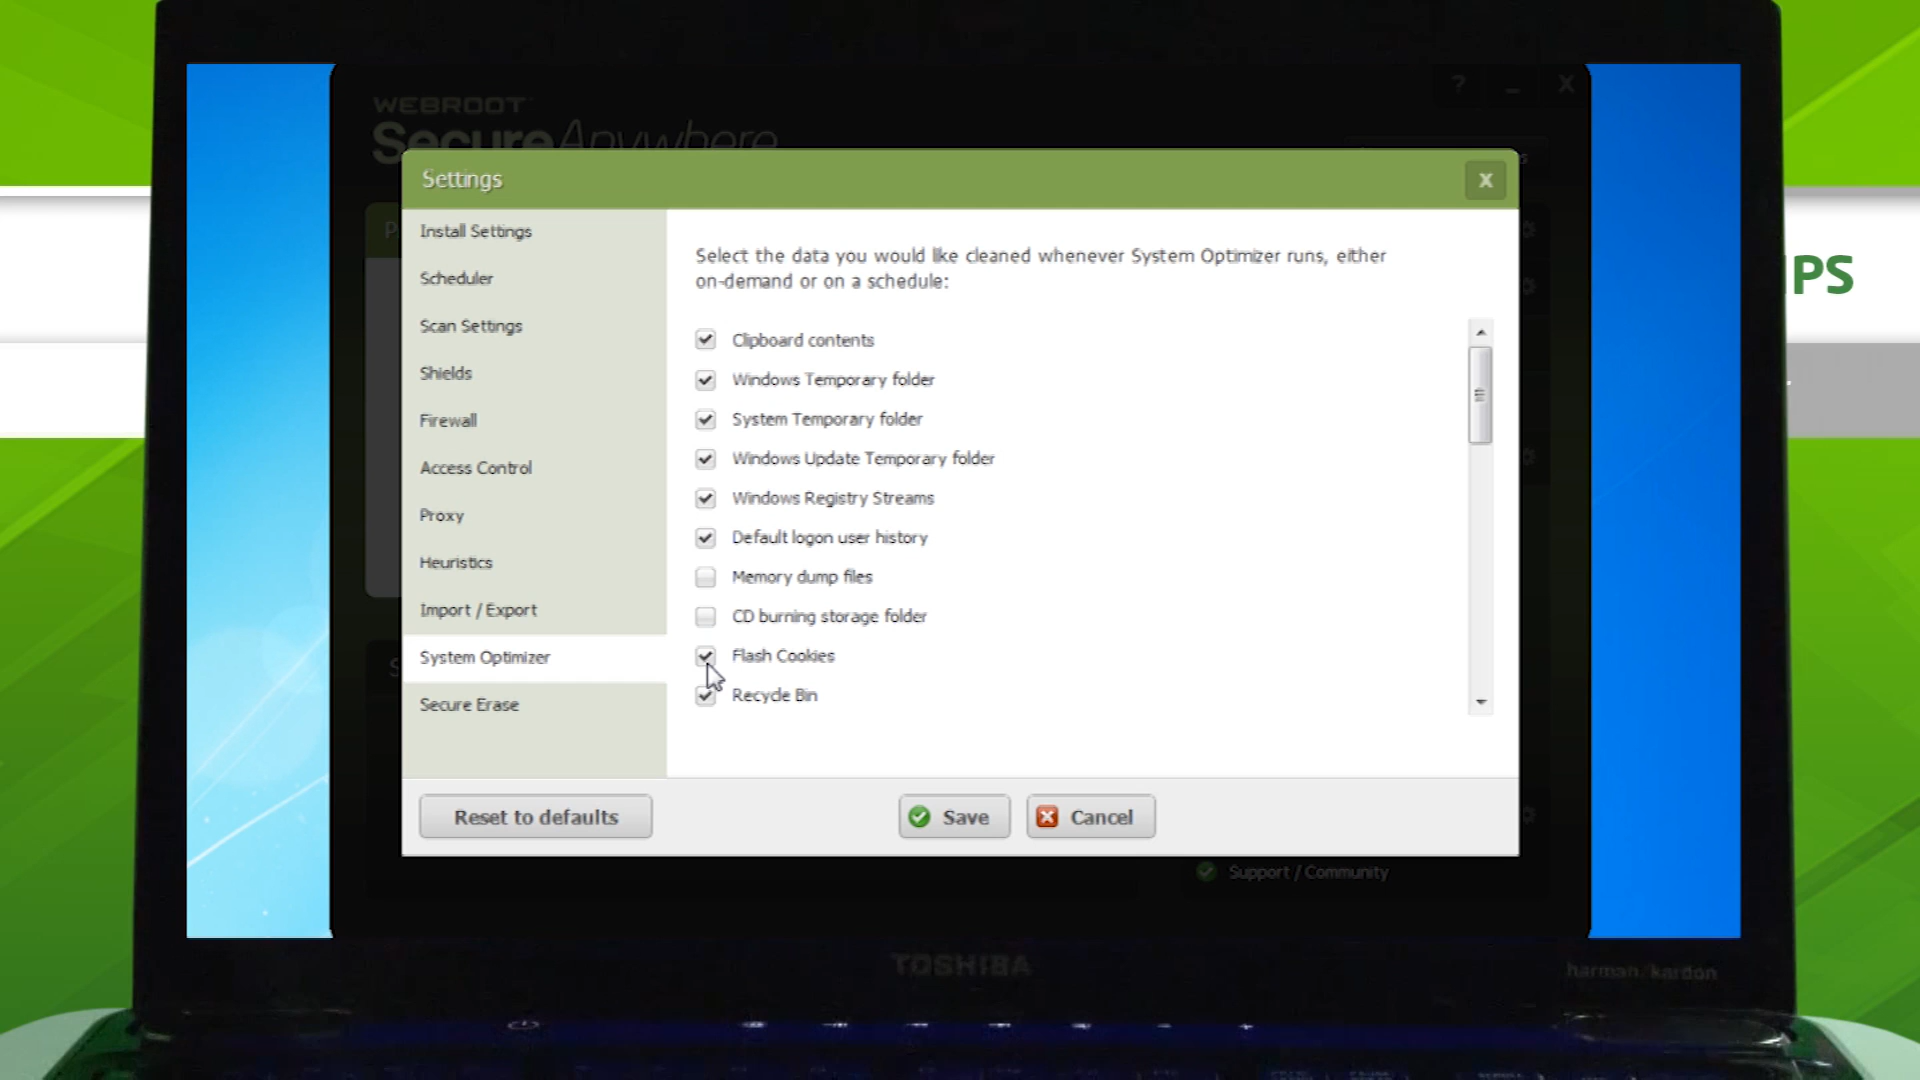 WEBROOT
SecureAnywhere
? _ X
Settings
X
Install Settings
Scheduler
Scan Settings
Shields
Firewall
Access Control
Proxy
Heuristics
Import / Export
System Optimizer
Secure Erase
Select the data you would like cleaned whenever System Optimizer runs, either
on-demand or on a schedule:
Clipboard contents
Windows Temporary folder
System Temporary folder
Windows Update Temporary folder
Windows Registry Streams
Default logon user history
Memory dump files
CD burning storage folder
Flash Cookies
Recycle Bin
Reset to defaults
Save
Cancel
Support / Community
IPS
TOSHIBA
harman/kardon